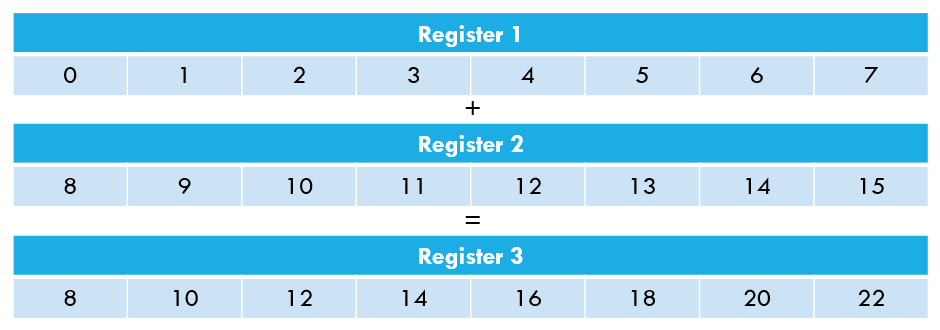 Register 1
0 1 2 3 4 5 6 7
+
Register 2
8 9 10 11 12 13 14 15
=
Register 3
8 10 12 14 16 18 20 22